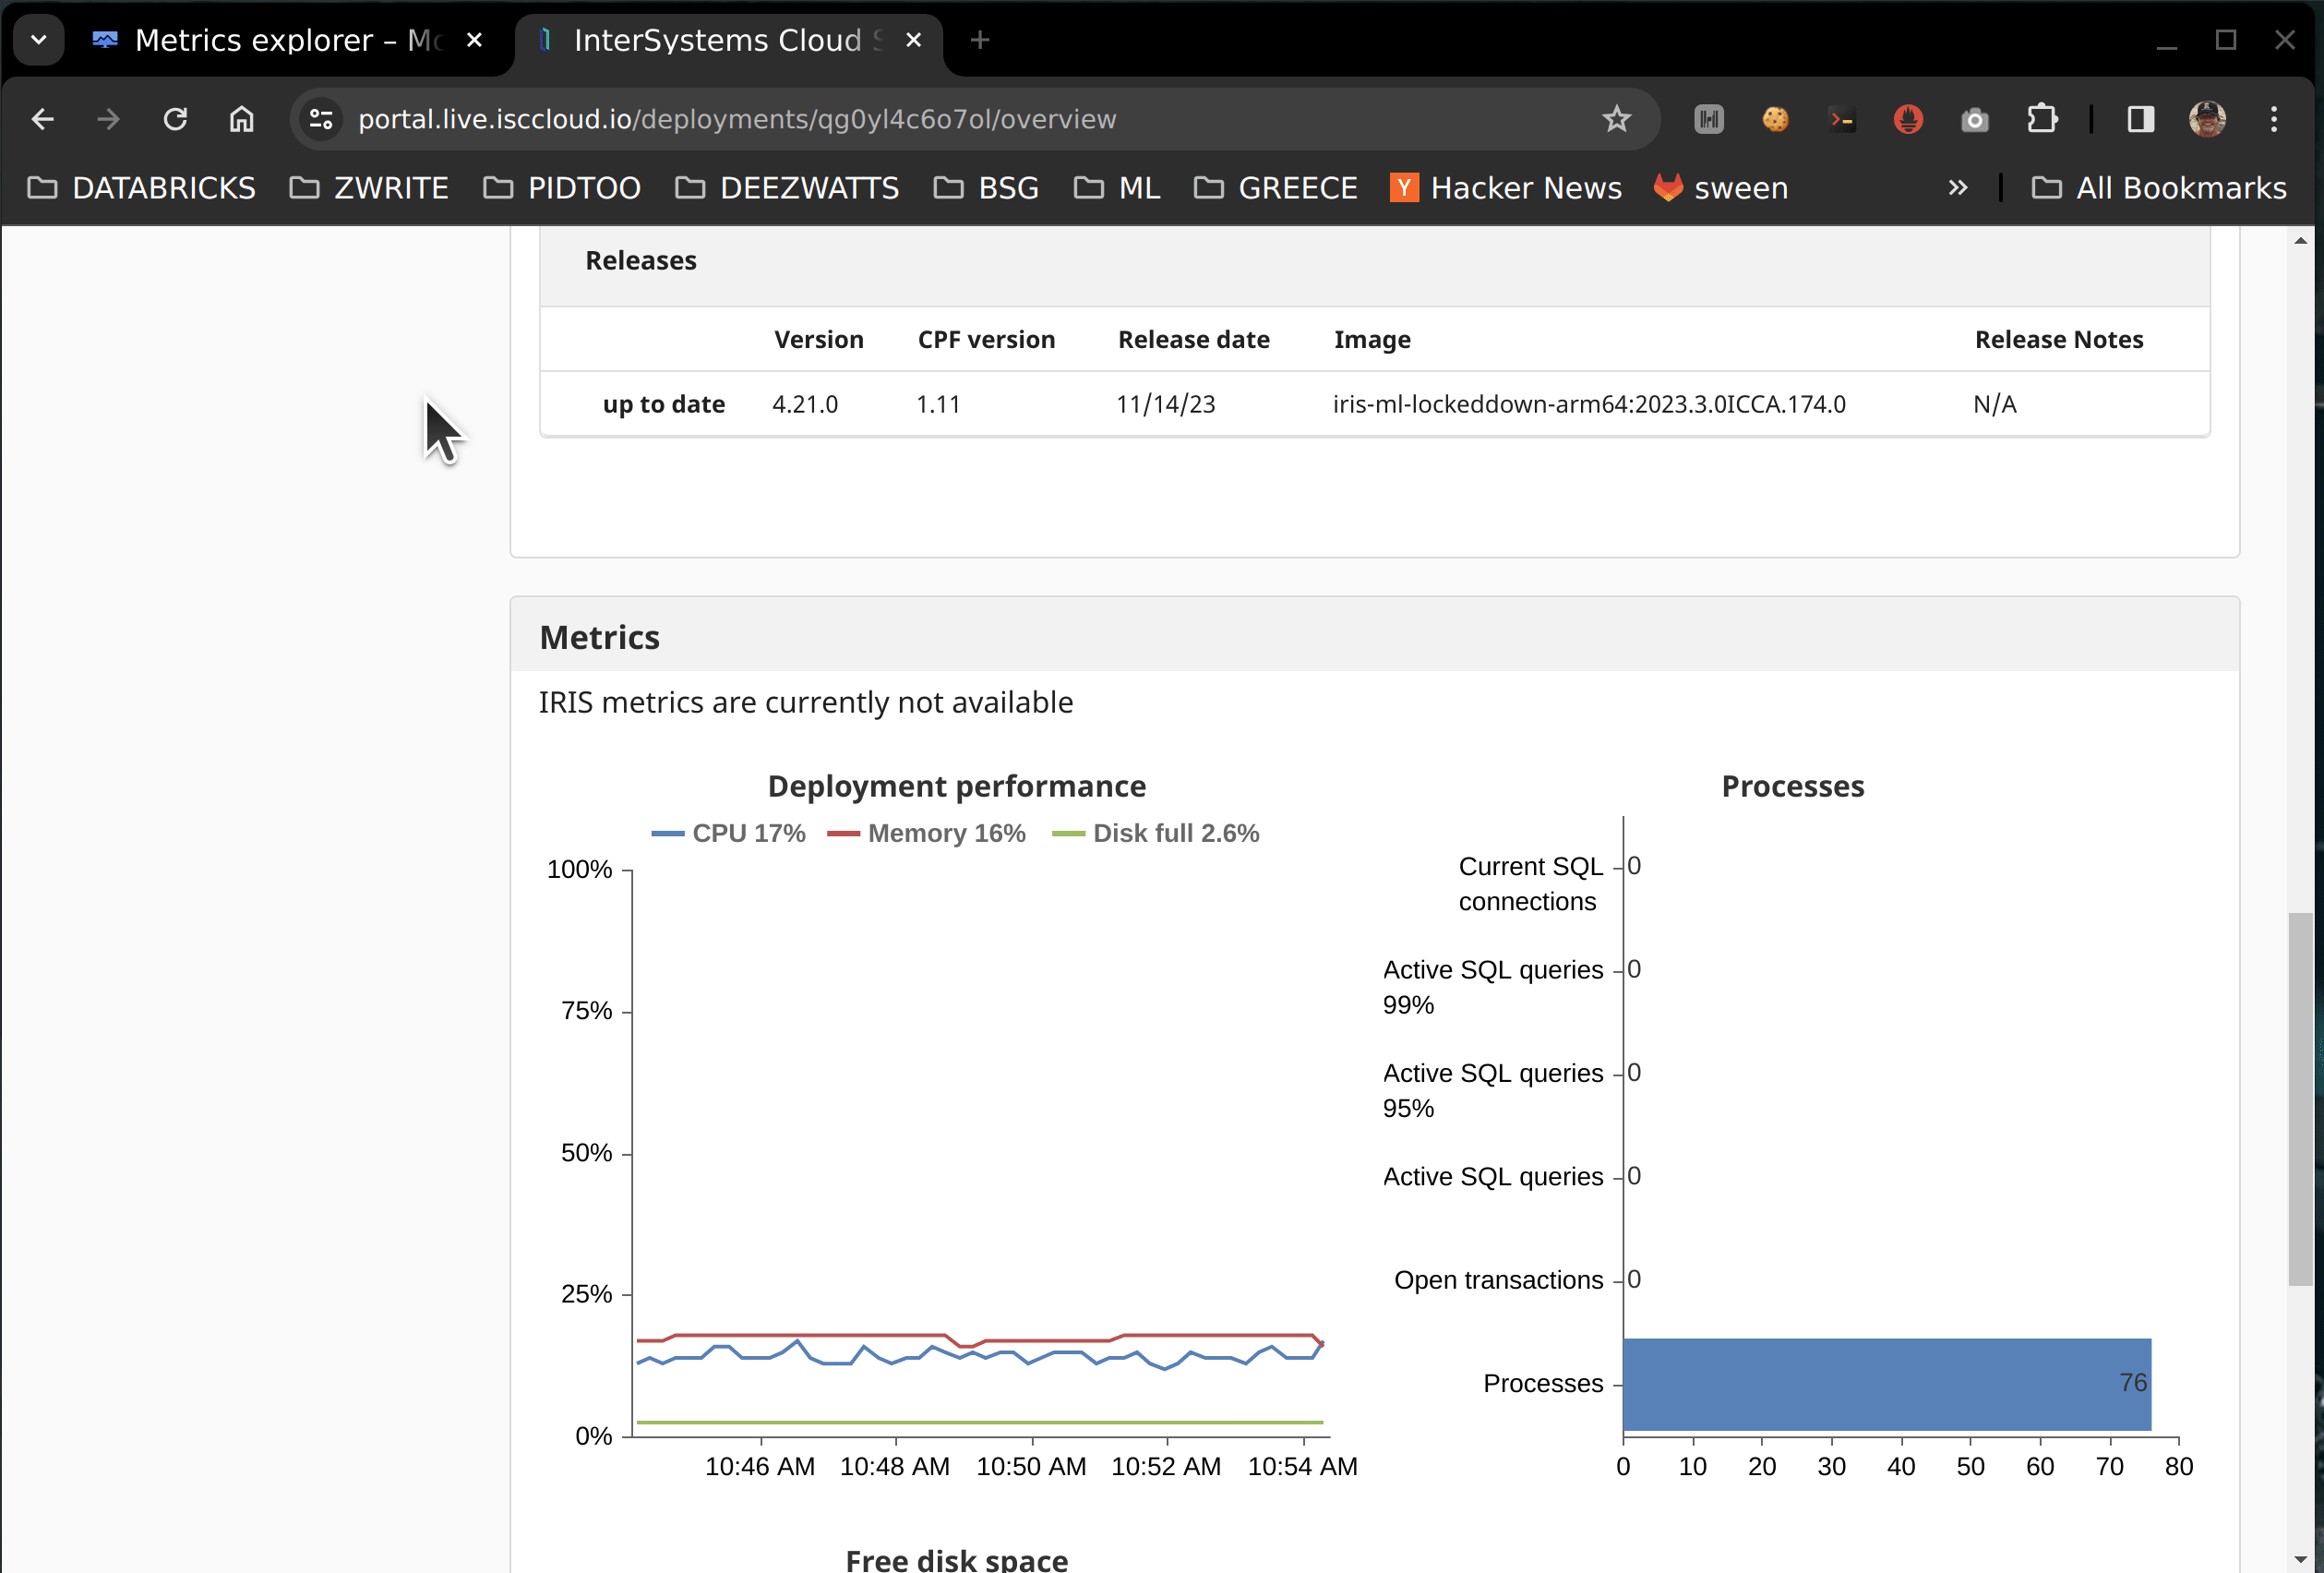 Metrics explorer – Mo
InterSystems Cloud S
portal.live.isccloud.io/deployments/qg0yl4c6o7ol/overview
DATABRICKS ZWRITE PIDTOO DEEZWATTS BSG ML GREECE Y Hacker News sween » All Bookmarks
Releases
Version CPF version Release date Image Release Notes
up to date 4.21.0 1.11 11/14/23 iris-ml-lockeddown-arm64:2023.3.0ICCA.174.0 N/A
Metrics
IRIS metrics are currently not available
Deployment performance
CPU 17% Memory 16% Disk full 2.6%
100%
75%
50%
25%
0%
10:46 AM 10:48 AM 10:50 AM 10:52 AM 10:54 AM
Processes
Current SQL 0
connections
Active SQL queries 0
99%
Active SQL queries 0
95%
Active SQL queries 0
Open transactions 0
Processes 76
0 10 20 30 40 50 60 70 80
Free disk space